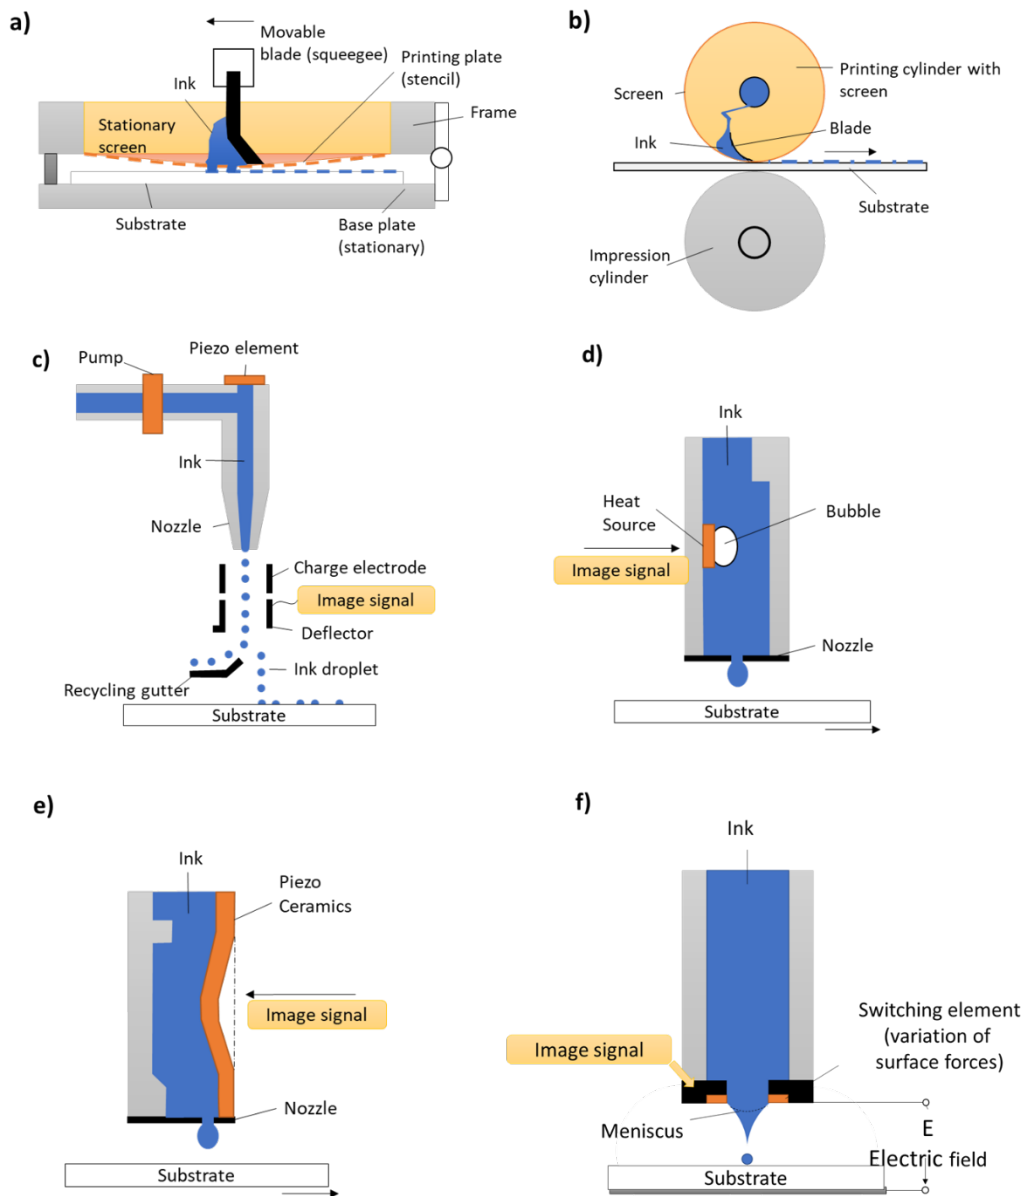 a)
Movable
blade (squeegee)
Printing plate
(stencil)
Ink
Frame
Stationary
screen
Substrate
Base plate
(stationary)
b)
Printing cylinder with
screen
Screen
Blade
Ink
Substrate
Impression
cylinder
c)
Piezo element
Pump
Ink
Nozzle
Charge electrode
Image signal
Deflector
Ink droplet
Recycling gutter
Substrate
d)
Ink
Heat
Source
Bubble
Image signal
Nozzle
Substrate
e)
Ink
Piezo
Ceramics
Image signal
Nozzle
Substrate
f)
Ink
Switching element
(variation of
surface forces)
Image signal
Meniscus
E
Electric field
Substrate